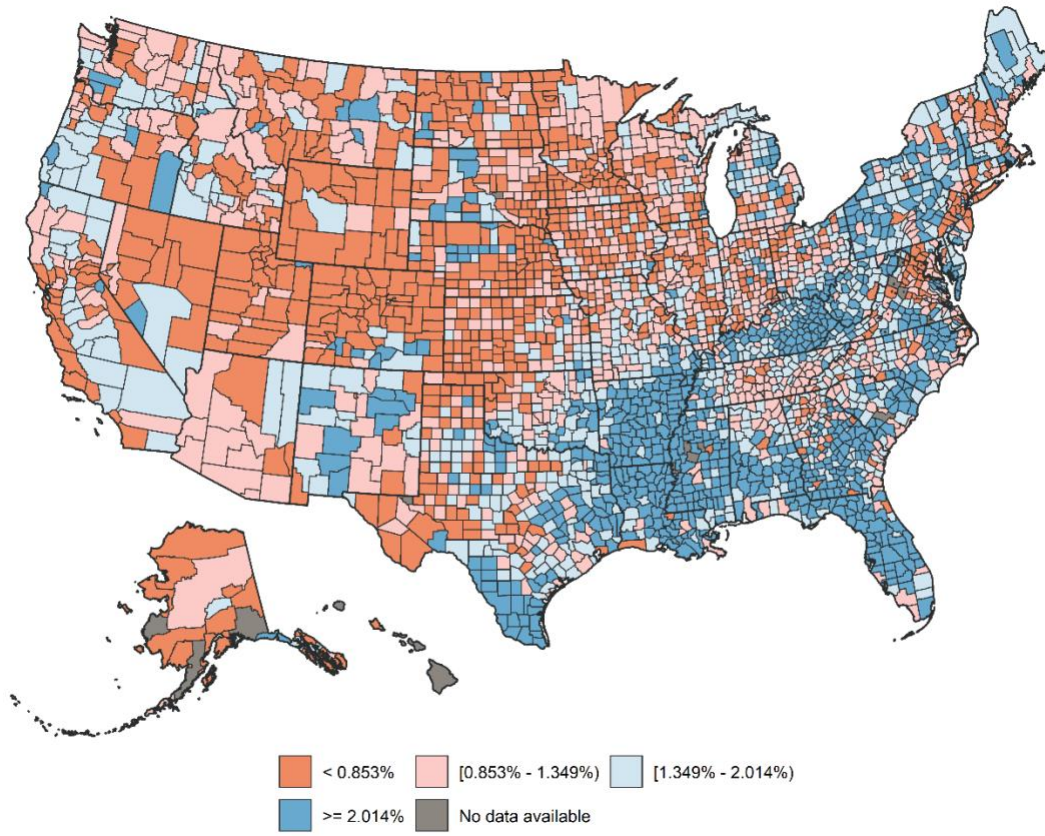 < 0.853% [0.853% - 1.349%) [1.349% - 2.014%)
>= 2.014% No data available